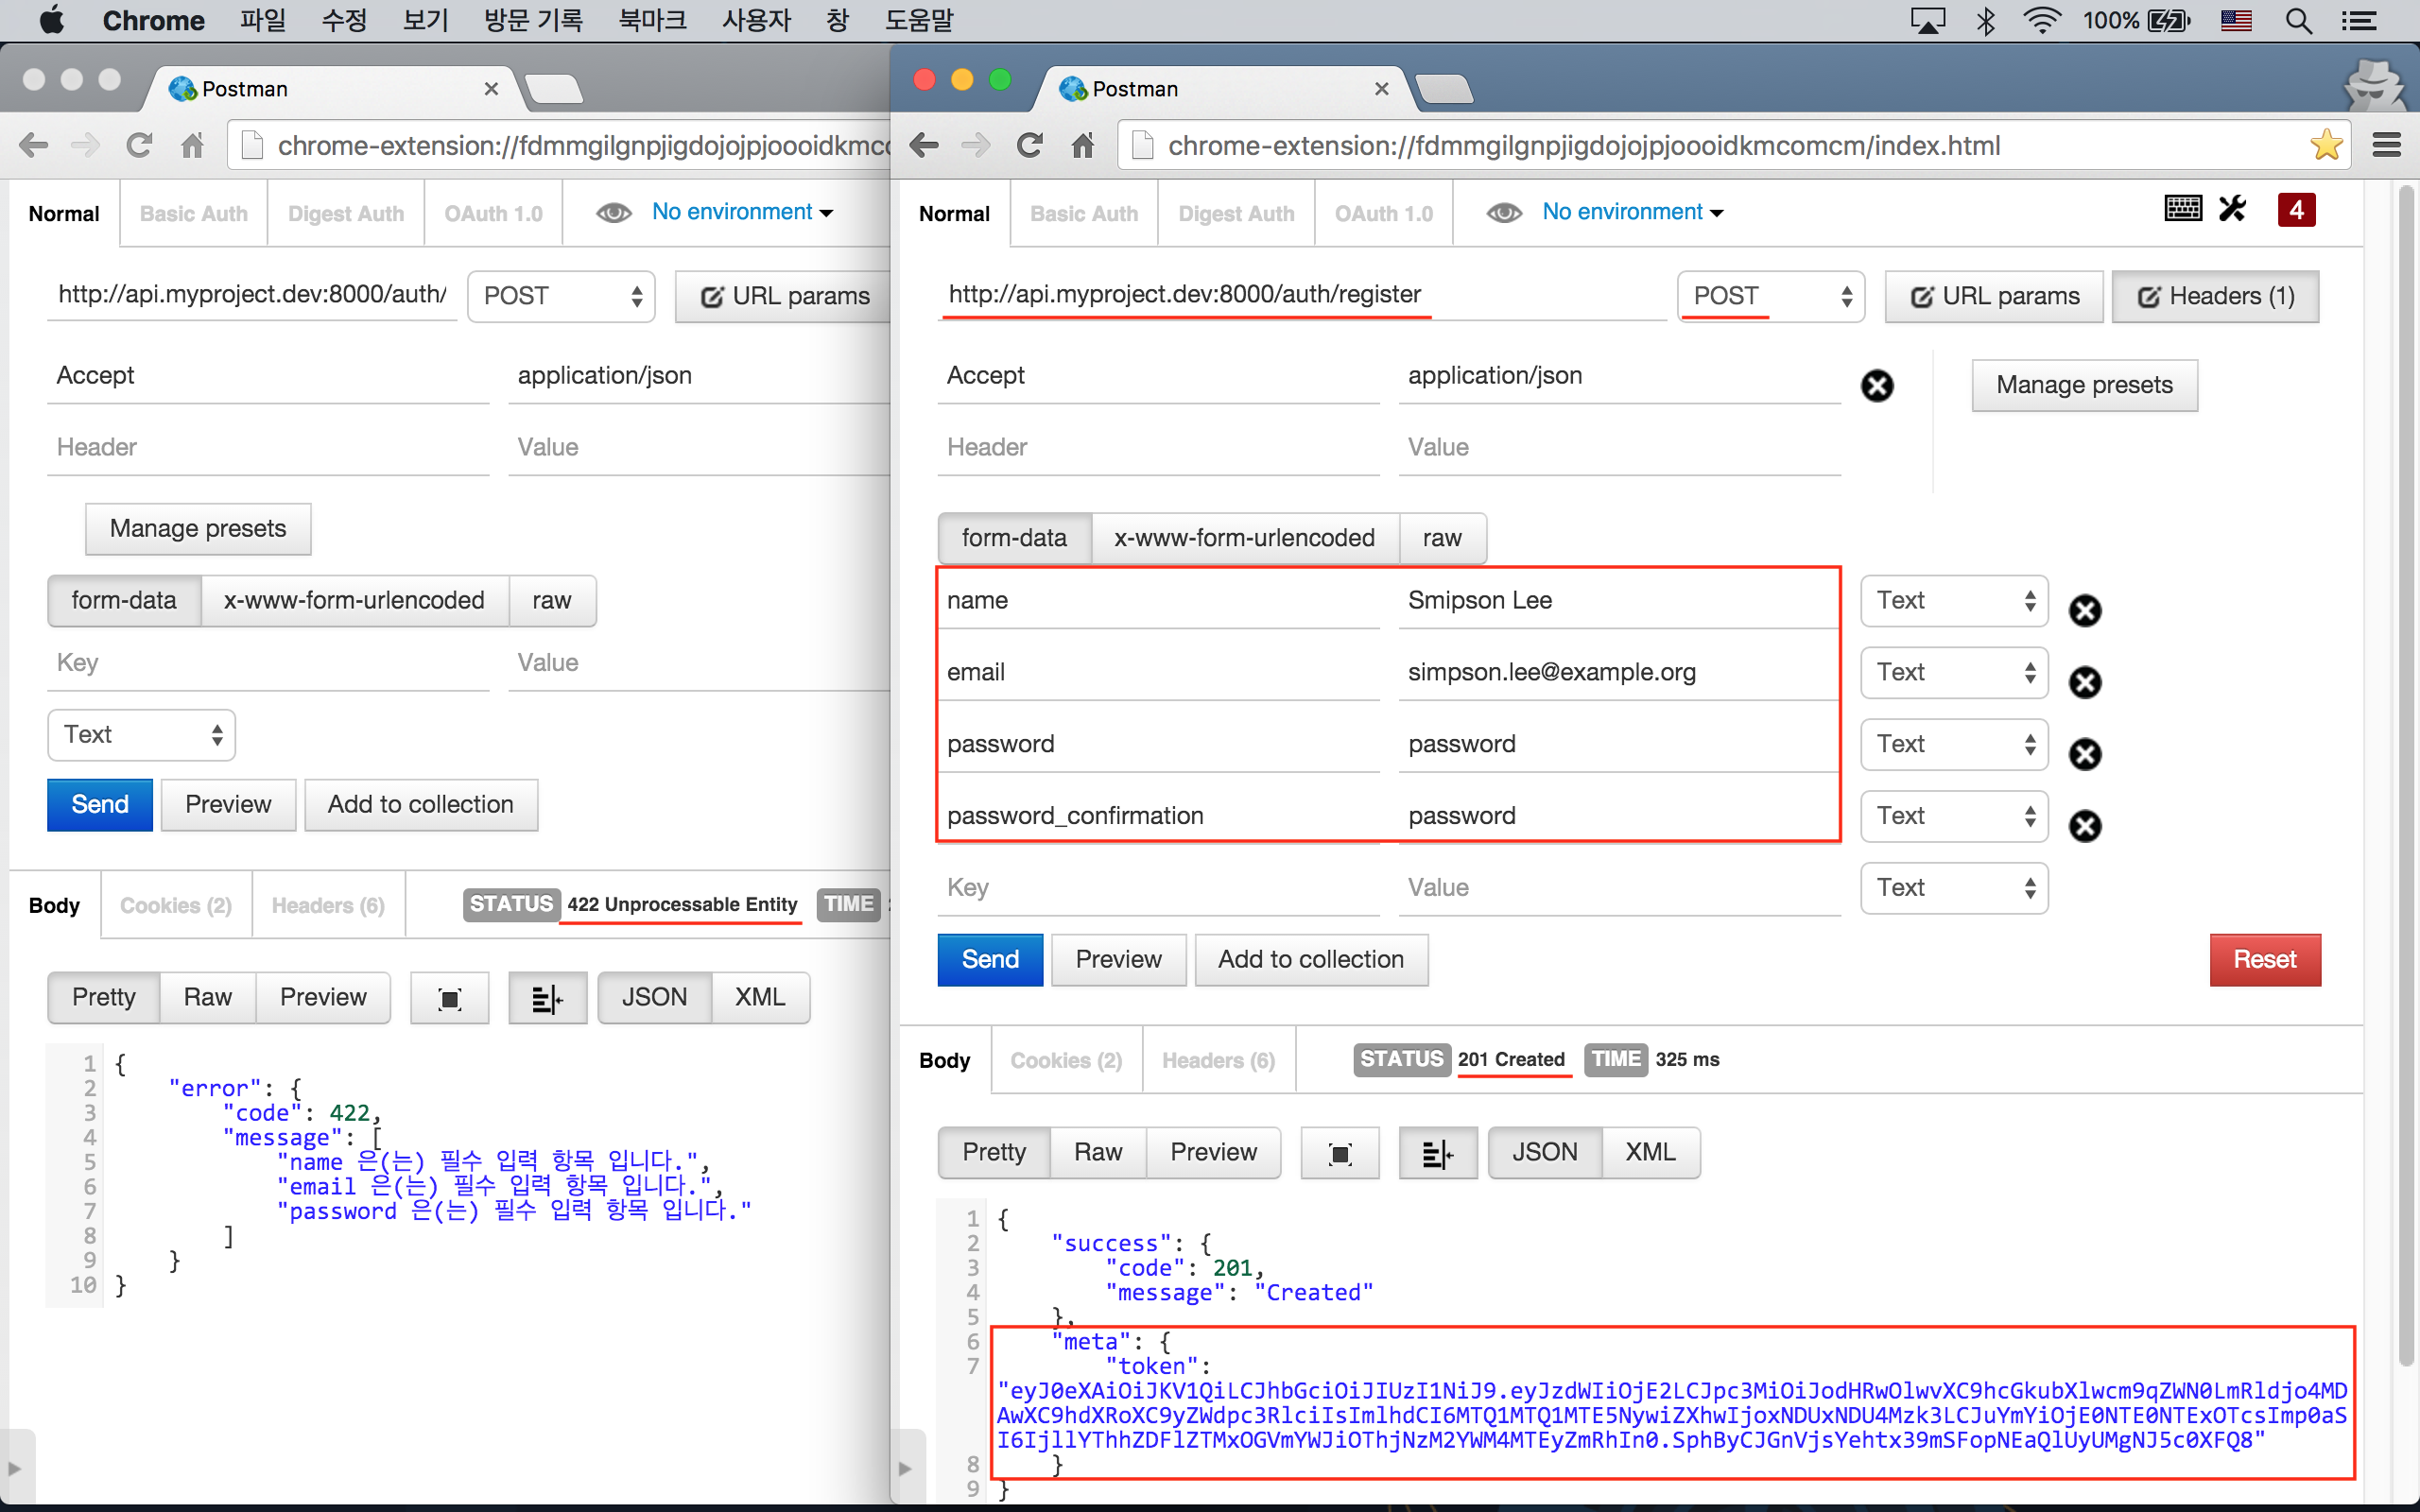 Chrome 파일 수정 보기 방문 기록 북마크 사용자 창 도움말 100%
Postman
chrome-extension://fdmmgilgnpjigdojojpjoooidkmco
Normal Basic Auth Digest Auth OAuth 1.0 No environment
http://api.myproject.dev:8000/auth/ POST URL params
Accept application/json
Header Value
Manage presets
form-data x-www-form-urlencoded raw
Key Value
Text
Send Preview Add to collection
Body Cookies (2) Headers (6) STATUS 422 Unprocessable Entity TIME
Pretty Raw Preview JSON XML
1 {
2 "error": {
3 "code": 422,
4 "message": [
5 "name 은(는) 필수 입력 항목 입니다.",
6 "email 은(는) 필수 입력 항목 입니다.",
7 "password 은(는) 필수 입력 항목 입니다."
8 ]
9 }
10 }
Postman
chrome-extension://fdmmgilgnpjigdojojpjoooidkmcomcm/index.html
Normal Basic Auth Digest Auth OAuth 1.0 No environment 4
http://api.myproject.dev:8000/auth/register POST URL params Headers (1)
Accept application/json Manage presets
Header Value
form-data x-www-form-urlencoded raw
name Smipson Lee Text
email simpson.lee@example.org Text
password password Text
password_confirmation password Text
Key Value Text
Send Preview Add to collection Reset
Body Cookies (2) Headers (6) STATUS 201 Created TIME 325 ms
Pretty Raw Preview JSON XML
1 {
2 "success": {
3 "code": 201,
4 "message": "Created"
5 },
6 "meta": {
7 "token":
"eyJ0eXAiOiJKV1QiLCJhbGciOiJIUzI1NiJ9.eyJzdWIiOjE2LCJpc3MiOiJodHRwOlwvXC9hcGkubXlwcm9qZWN0LmRldjo4MD
AwXC9hdXRoXC9yZWdpc3RlciIsImlhdCI6MTQ1MTQ1MTE5NywiZXhwIjoxNDUxNDU4Mzk3LCJuYmYiOjE0NTE0NTExOTcsImp0aS
I6IjllYThhZDFlZTMxOGVmYWJiOThjNzM2YWM4MTEyZmRhIn0.SphByCJGnVjsYehtx39mSFopNEaQlUyUMgNJ5c0XFQ8"
8 }
9 }